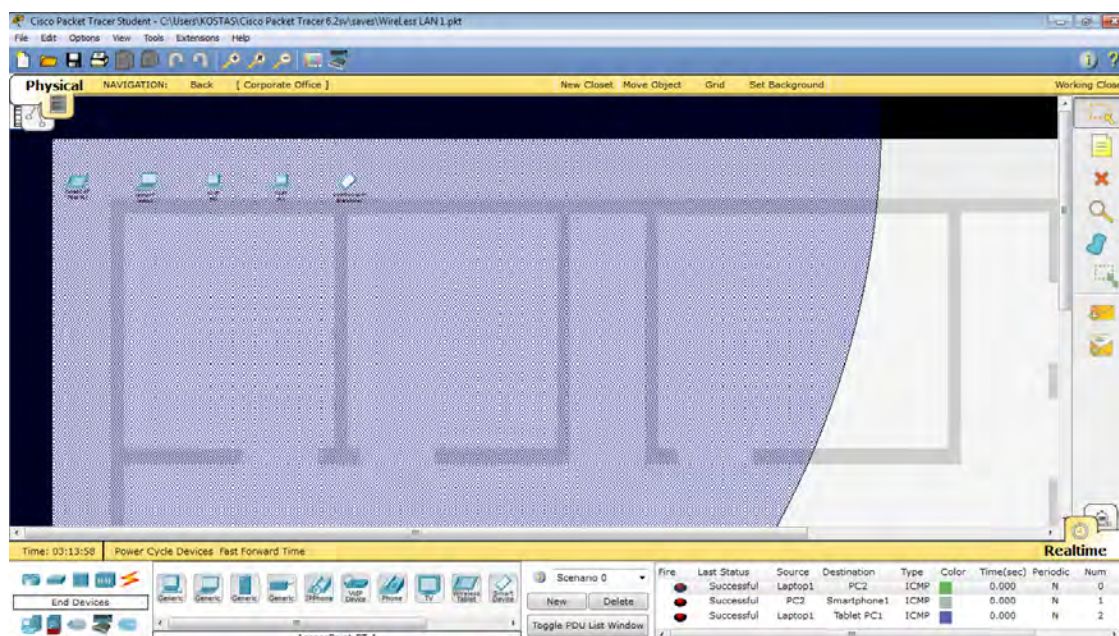 Cisco Packet Tracer Student - C:\Users\KOSTAS\Cisco Packet Tracer 6.2sv\saves\WireLess LAN 1.pkt
File Edit Options View Tools Extensions Help
Physical NAVIGATION: Back [ Corporate Office ] New Closet Move Object Grid Set Background Working Close
Time: 03:13:58 Power Cycle Devices Fast Forward Time Realtime
Generic Generic Generic Generic IPPhone VoIP Device Phone TV Wireless Tablet Smart Device
End Devices
Scenario 0
New Delete
Toggle PDU List Window
Fire Last Status Source Destination Type Color Time(sec) Periodic Num
Successful Laptop1 PC2 ICMP 0.000 N 0
Successful PC2 Smartphone1 ICMP 0.000 N 1
Successful Laptop1 Tablet PC1 ICMP 0.000 N 2